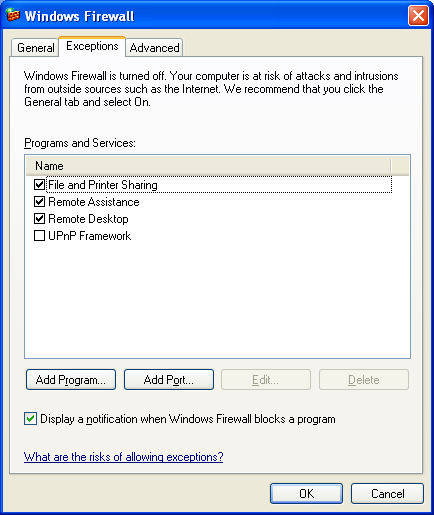 Windows Firewall
General Exceptions Advanced
Windows Firewall is turned off. Your computer is at risk of attacks and intrusions
from outside sources such as the Internet. We recommend that you click the
General tab and select On.
Programs and Services:
Name
File and Printer Sharing
Remote Assistance
Remote Desktop
UPnP Framework
Add Program... Add Port... Edit... Delete
Display a notification when Windows Firewall blocks a program
What are the risks of allowing exceptions?
OK Cancel